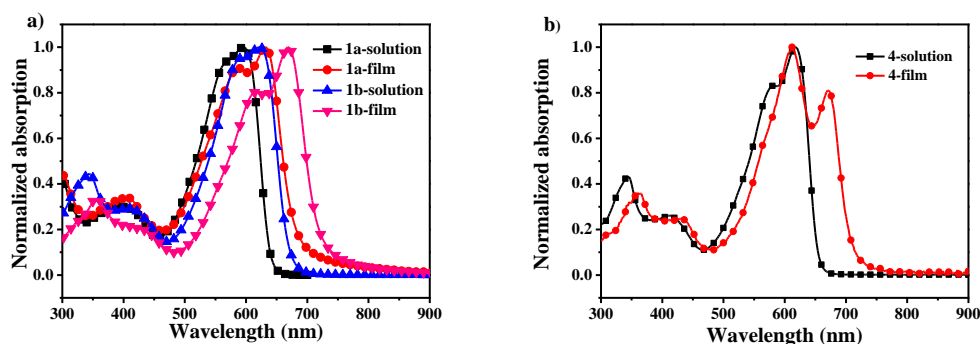 a)
1.0
0.8
0.6
0.4
0.2
0.0
Normalized absorption
1a-solution
1a-film
1b-solution
1b-film
300 400 500 600 700 800 900
Wavelength (nm)
b)
1.0
0.8
0.6
0.4
0.2
0.0
Normalized absorption
4-solution
4-film
300 400 500 600 700 800 900
Wavelength (nm)